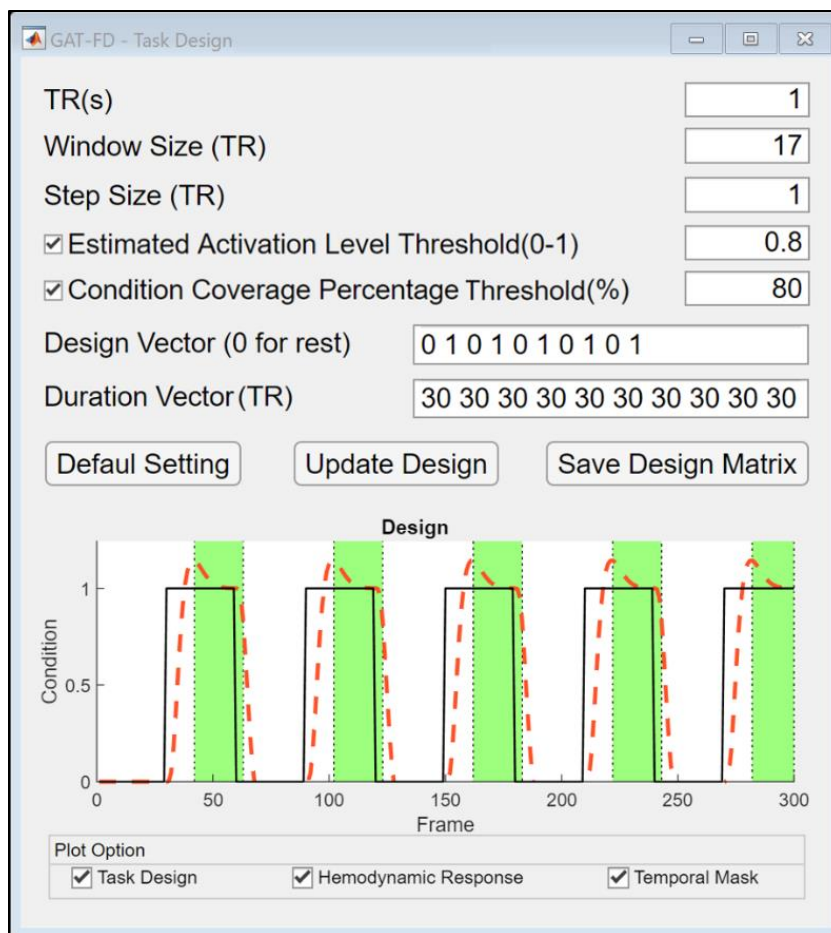 GAT-FD - Task Design
TR(s) 1
Window Size (TR) 17
Step Size (TR) 1
Estimated Activation Level Threshold(0-1) 0.8
Condition Coverage Percentage Threshold(%) 80
Design Vector (0 for rest) 0 1 0 1 0 1 0 1 0 1
Duration Vector(TR) 30 30 30 30 30 30 30 30 30 30
Defaul Setting Update Design Save Design Matrix
Design
1
0.5
0
Condition
0 50 100 150 200 250 300
Frame
Plot Option
Task Design Hemodynamic Response Temporal Mask